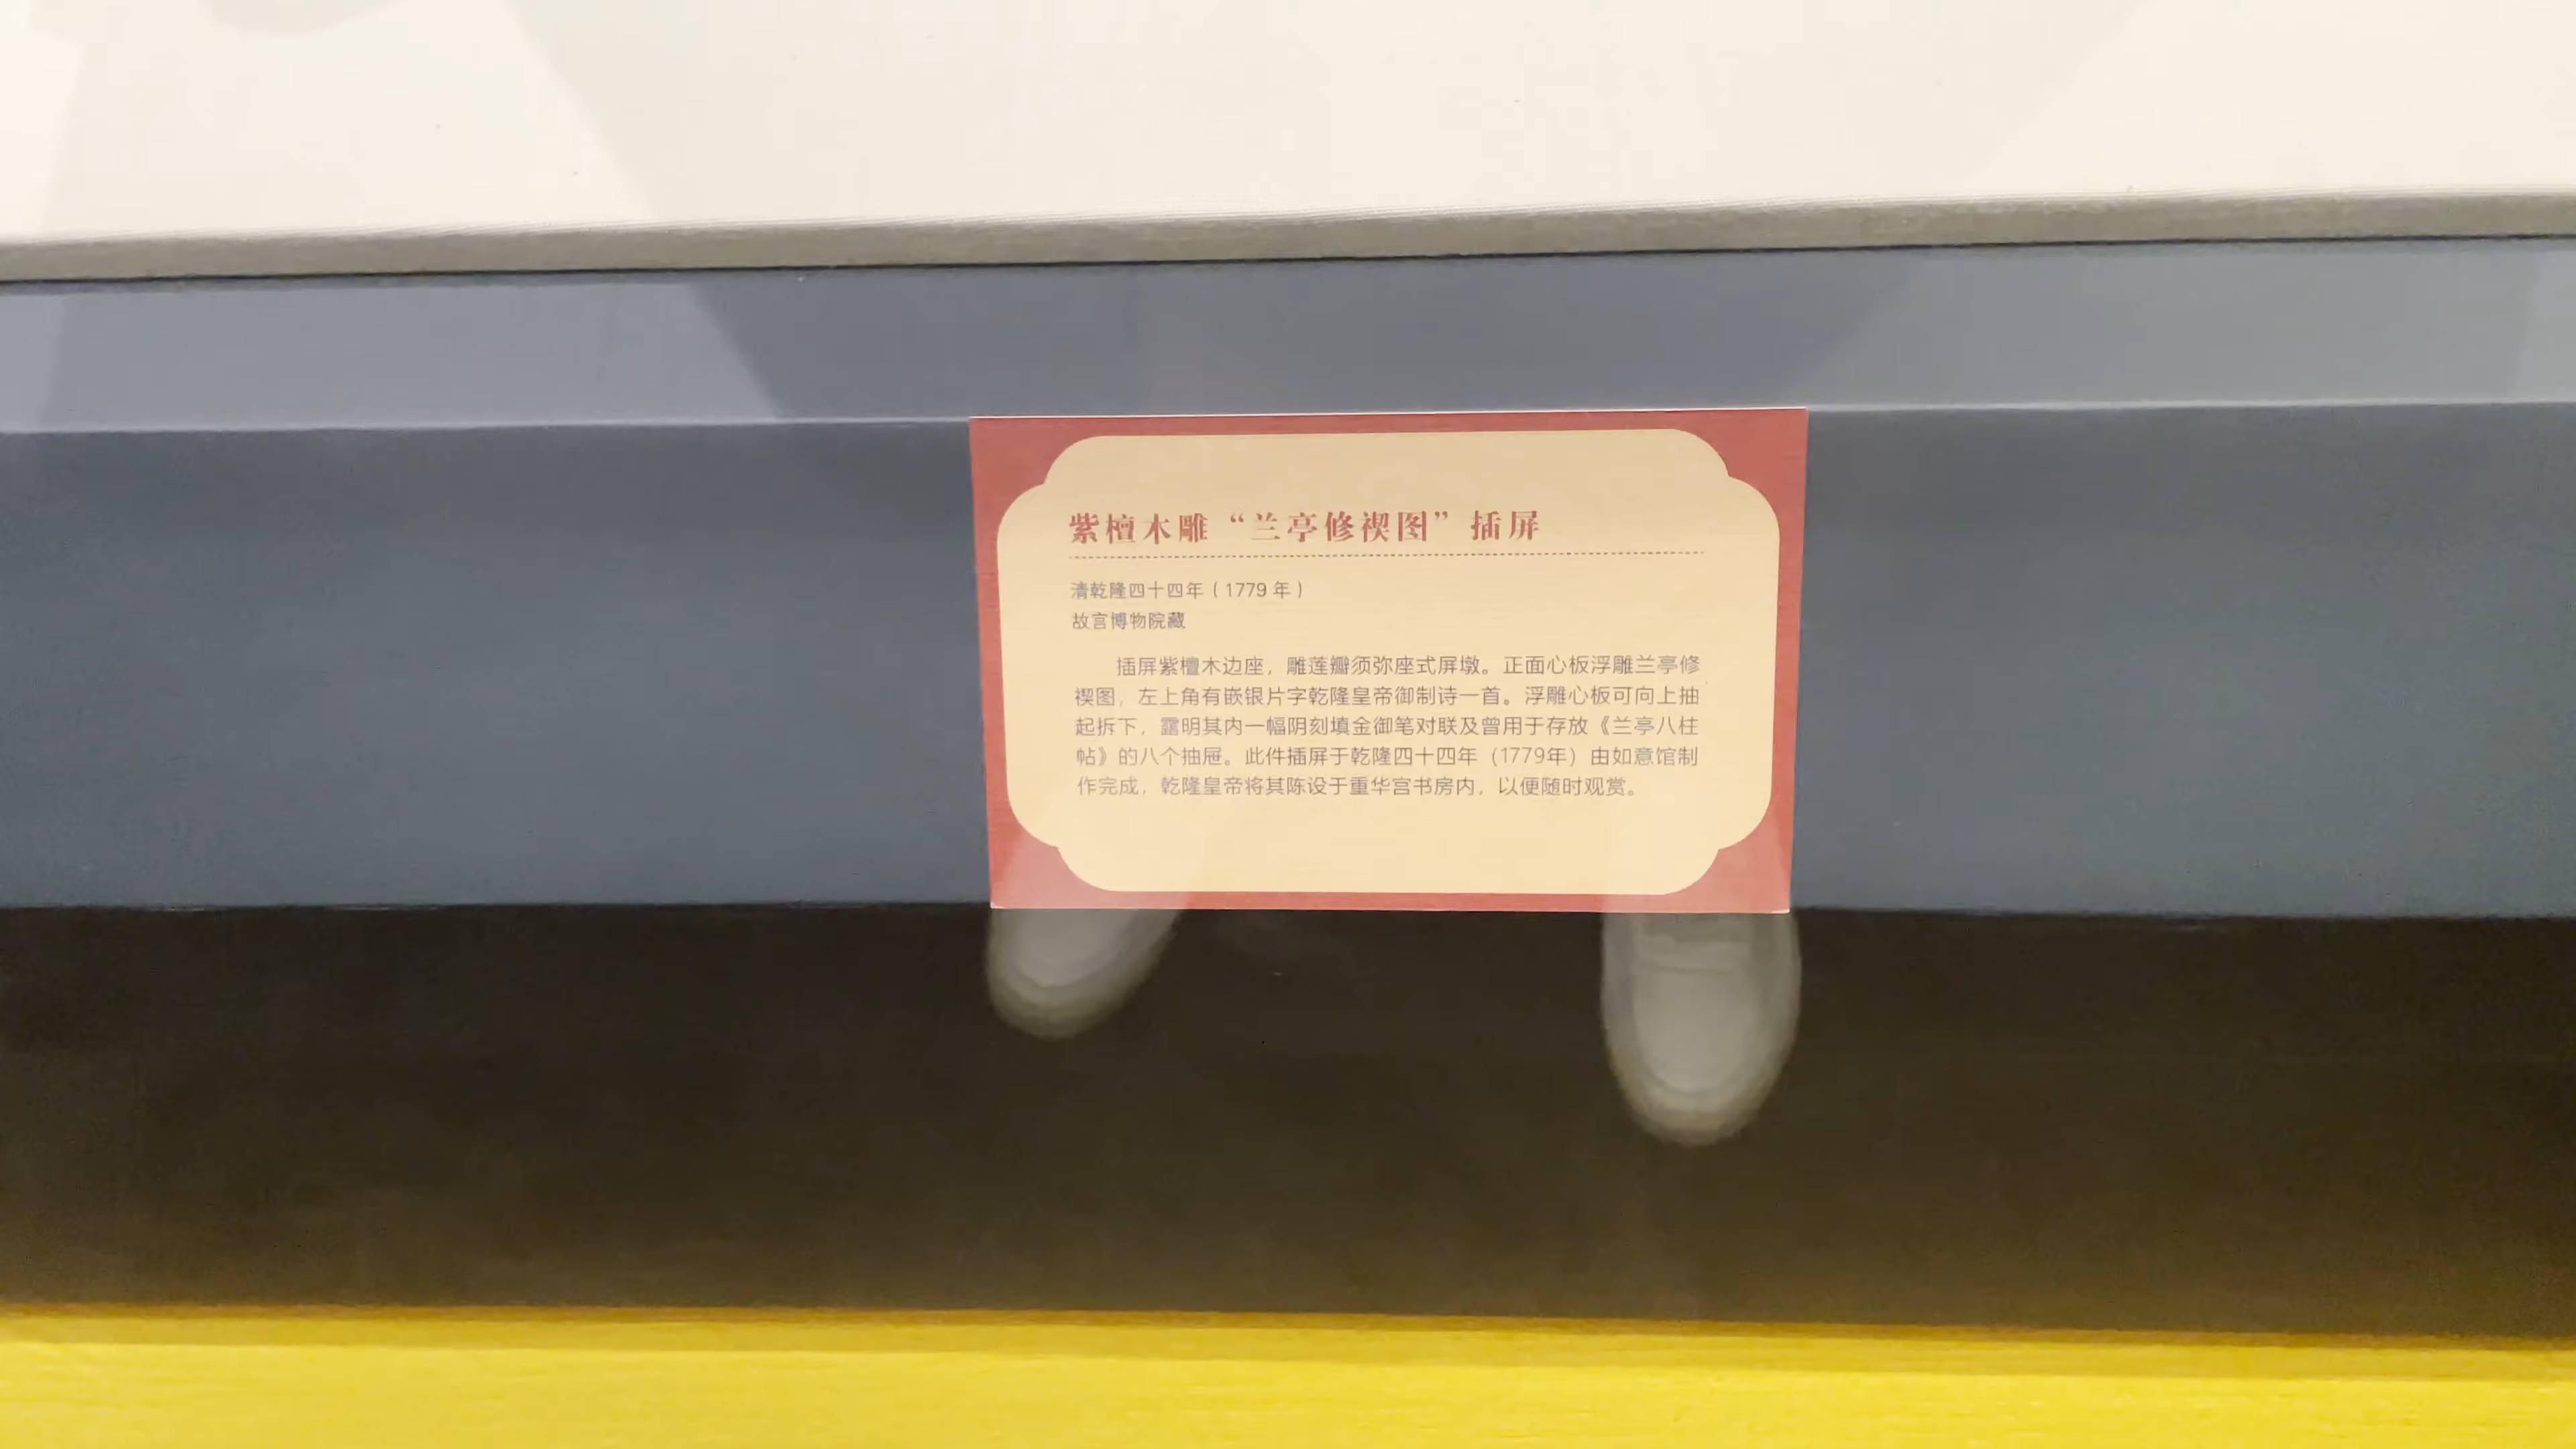 紫檀木雕“兰亭修禊图”插屏
清乾隆四十四年（1779 年）
故宫博物院藏
插屏紫檀木边座，雕莲瓣须弥座式屏墩。正面心板浮雕兰亭修
禊图，左上角有嵌银片字乾隆皇帝御制诗一首。浮雕心板可向上抽
起拆下，露明其内一幅阴刻填金御笔对联及曾用于存放《兰亭八柱
帖》的八个抽屉。此件插屏于乾隆四十四年（1779年）由如意馆制
作完成，乾隆皇帝将其陈设于重华宫书房内，以便随时观赏。